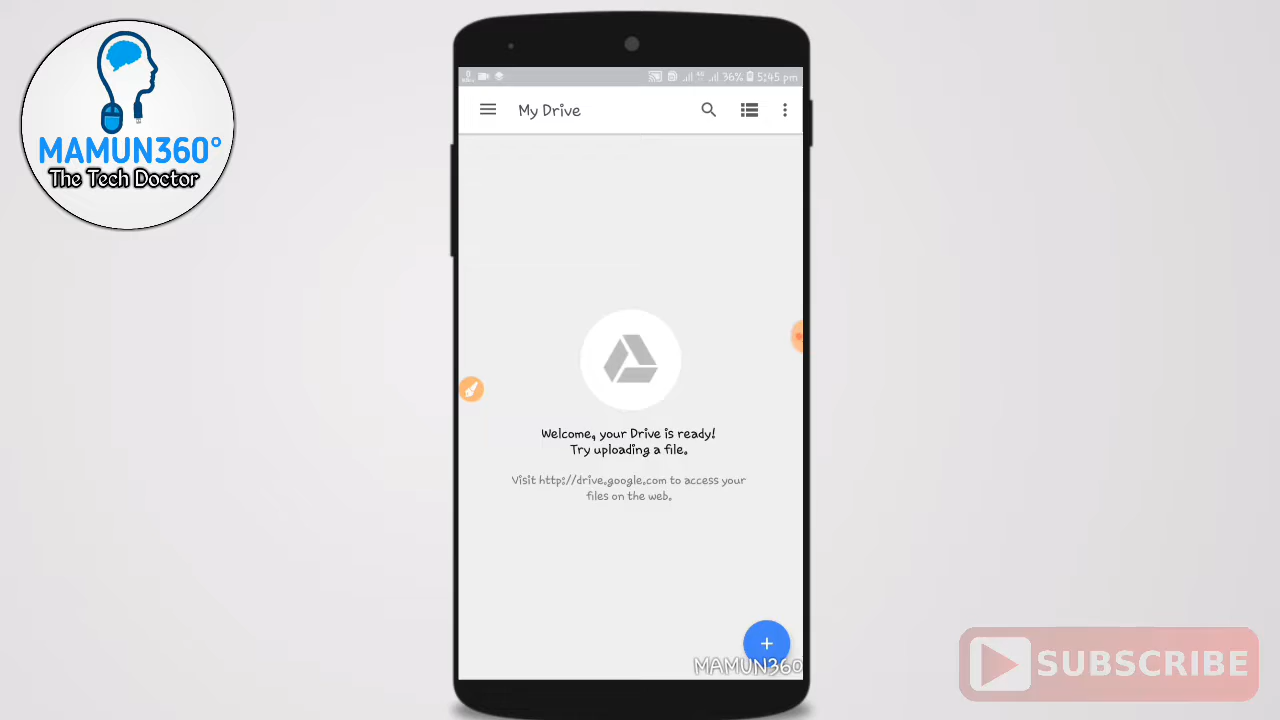 MAMUN360°
The Tech Doctor
36% 5:45 pm
My Drive
Welcome, your Drive is ready!
Try uploading a file.
Visit http://drive.google.com to access your
files on the web.
+
MAMUN360°
SUBSCRIBE